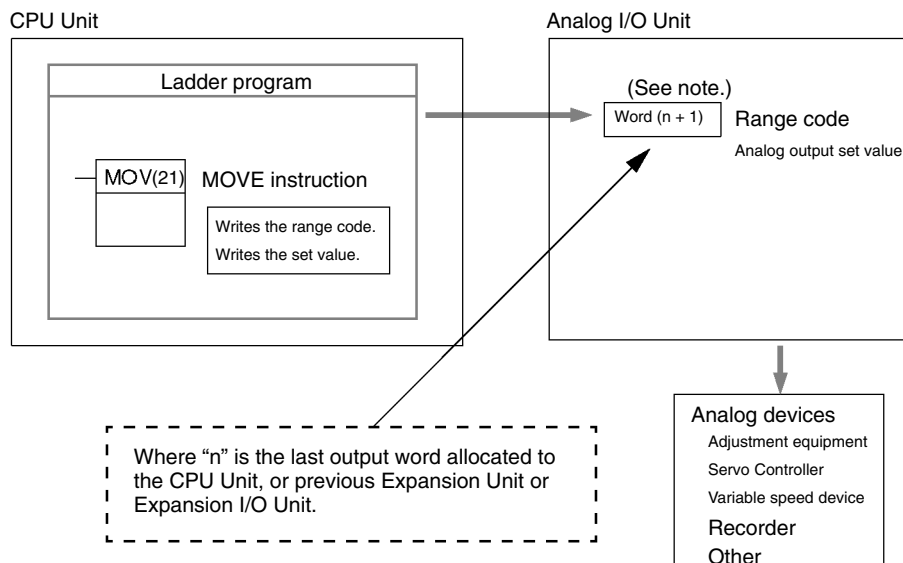 CPU Unit
Analog I/O Unit
Ladder program
(See note.)
Word (n + 1)
Range code
Analog output set value
MOV(21)
MOVE instruction
Writes the range code.
Writes the set value.
Where “n” is the last output word allocated to
the CPU Unit, or previous Expansion Unit or
Expansion I/O Unit.
Analog devices
Adjustment equipment
Servo Controller
Variable speed device
Recorder
Other